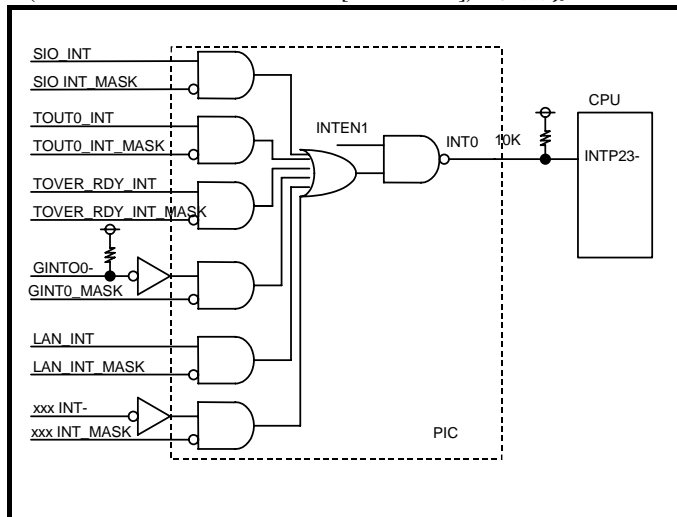 SIO_INT
SIO INT_MASK
TOUT0_INT
TOUT0_INT_MASK
TOVER_RDY_INT
TOVER_RDY_INT_MASK
GINTO0-
GINT0_MASK
LAN_INT
LAN_INT_MASK
xxx INT-
xxx INT_MASK
INTEN1
INT0
10K
CPU
INTP23-
PIC